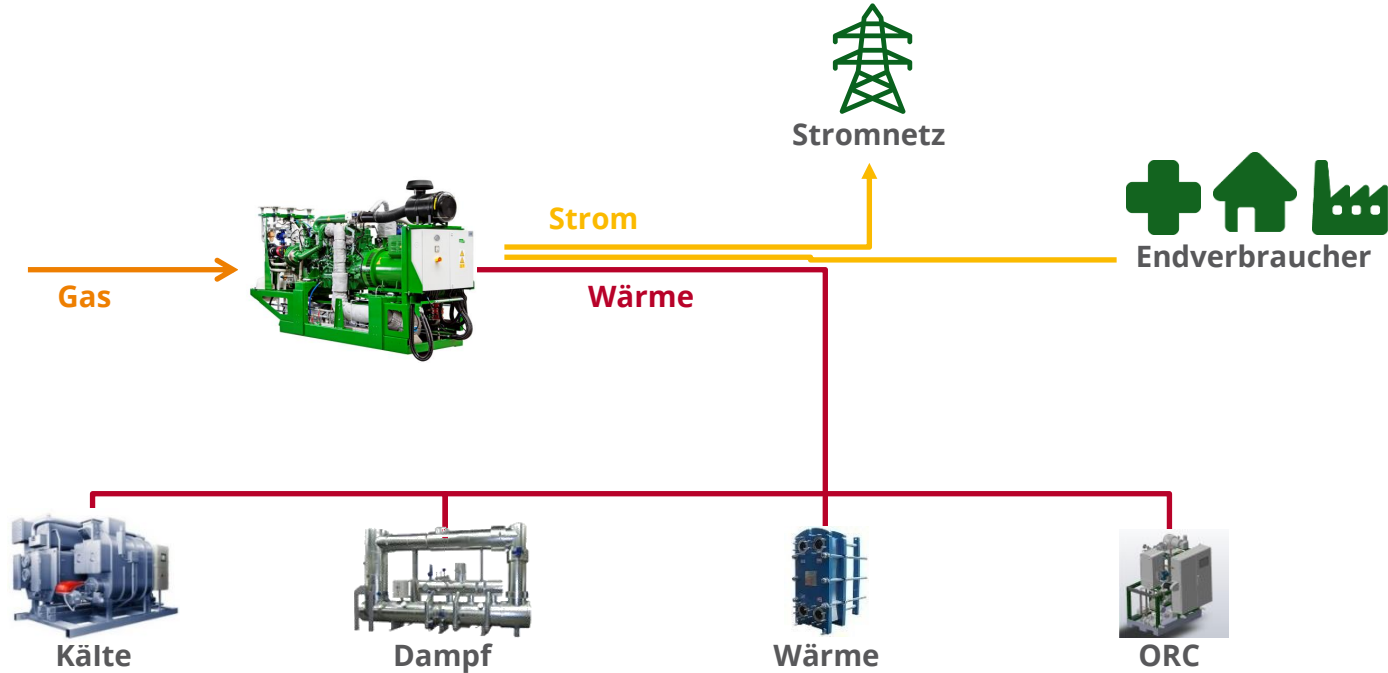 Stromnetz
Strom
Endverbraucher
Gas
Wärme
Kälte
Dampf
Wärme
ORC